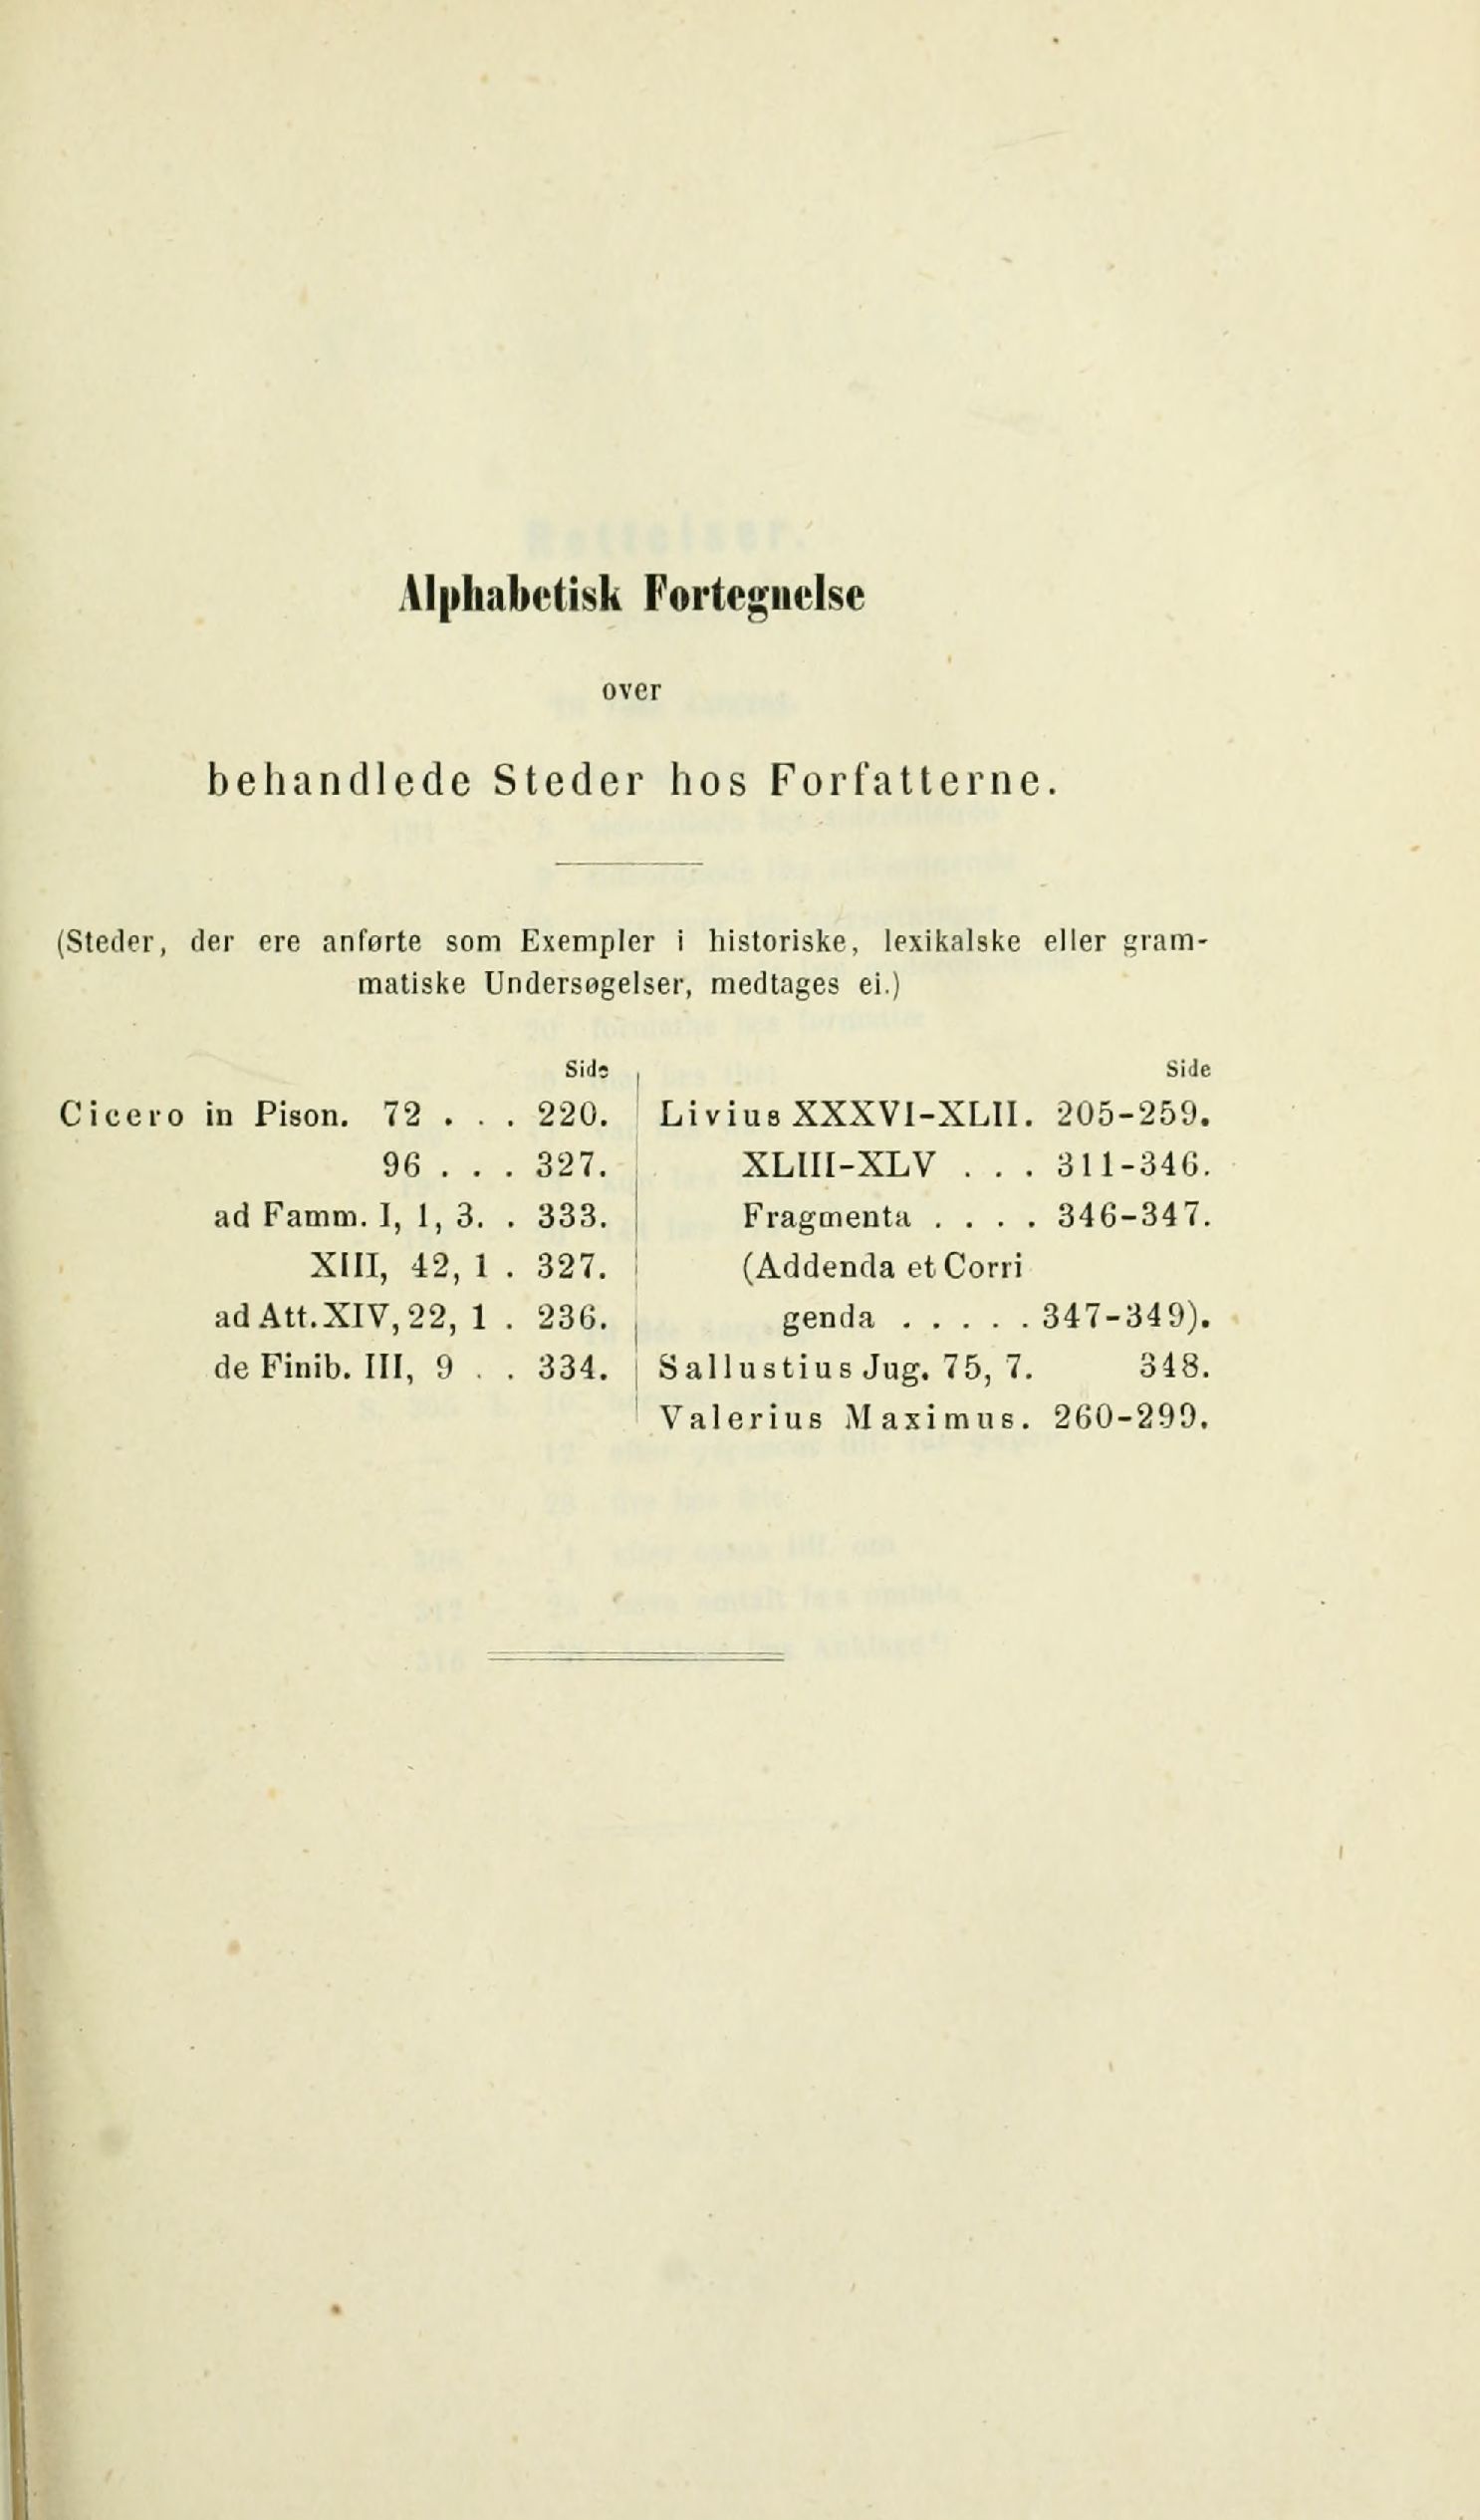 Alphabetisk Fortegnelse
over
behandlede Steder hos Forfatterne.
(Steder, der ere anførte som Exempler i historiske, lexikalske eller gram-
matiske Undersøgelser, medtages ei.)
Side
Cicero in Pison. 72 . . . 220.
96 . . . 327.
ad Famm. I, 1, 3. . 333.
XIII, 42, 1 . 327.
ad Att. XIV, 22, 1 . 236.
de Finib. III, 9 . . 334.
Side
Livius XXXVI-XLII. 205-259.
XLIII-XLV . . . 311-346.
Fragmenta . . . . 346-347.
(Addenda et Corri
genda . . . . . 347-349).
Sallustius Jug. 75, 7. 348.
Valerius Maximus. 260-299.